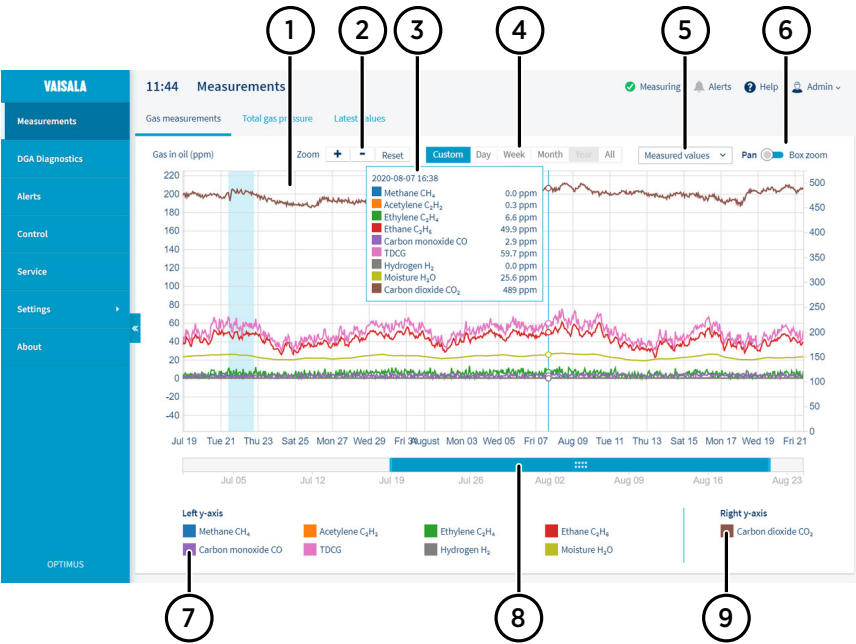 1 2 3 4 5 6
VAISALA 11:44 Measurements Measuring Alerts Help Admin
Measurements Gas measurements Total gas pressure Latest values
DGA Diagnostics Gas in oil (ppm) Zoom + - Reset Custom Day Week Month Year All Measured values Pan Box zoom
2020-08-07 16:38
Methane CH₄ 0.0 ppm
Acetylene C₂H₂ 0.3 ppm
Ethylene C₂H₄ 6.6 ppm
Ethane C₂H₆ 49.9 ppm
Carbon monoxide CO 2.9 ppm
TDCG 59.7 ppm
Hydrogen H₂ 0.0 ppm
Moisture H₂O 25.6 ppm
Carbon dioxide CO₂ 489 ppm
Alerts
Control
Service
Settings
«
About
220
200
180
160
140
120
100
80
60
40
20
0
-20
-40
500
450
400
350
300
250
200
150
100
50
0
Jul 19 Tue 21 Thu 23 Sat 25 Mon 27 Wed 29 Fri 31 August Mon 03 Wed 05 Fri 07 Aug 09 Tue 11 Thu 13 Sat 15 Mon 17 Wed 19 Fri 21
Jul 05 Jul 12 Jul 19 Jul 26 Aug 02 Aug 09 Aug 16 Aug 23
Left y-axis Right y-axis
Methane CH₄ Acetylene C₂H₂ Ethylene C₂H₄ Ethane C₂H₆ Carbon dioxide CO₂
Carbon monoxide CO TDCG Hydrogen H₂ Moisture H₂O
OPTIMUS
7 8 9